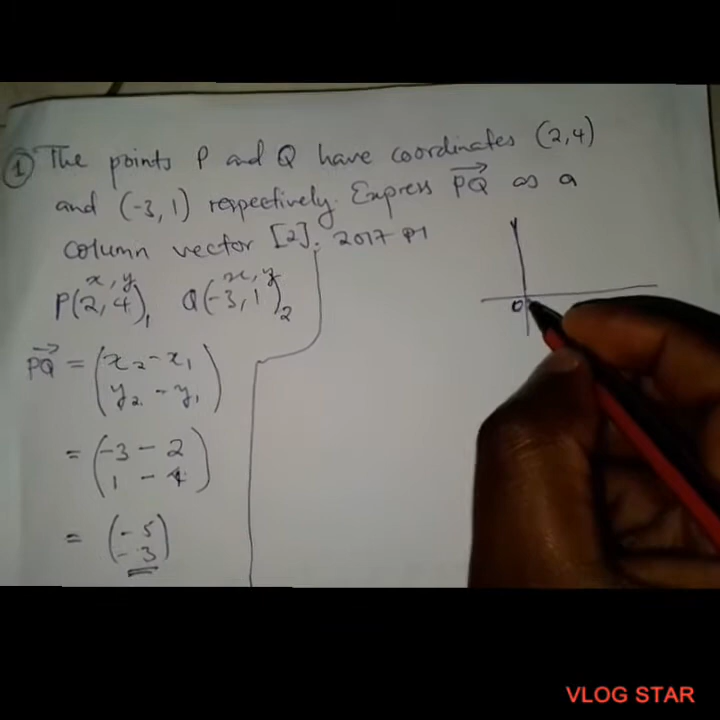 ① The points P and Q have coordinates (2,4)
and (-3, 1) respectively. Express PQ as a
column vector [2]. 2017 P1
x, y x, y
P(2, 4)₁ Q(-3, 1)₂
PQ = (x₂ - x₁
y₂ - y₁)
= (-3 - 2
1 - 4)
= (-5
-3)
0
VLOG STAR